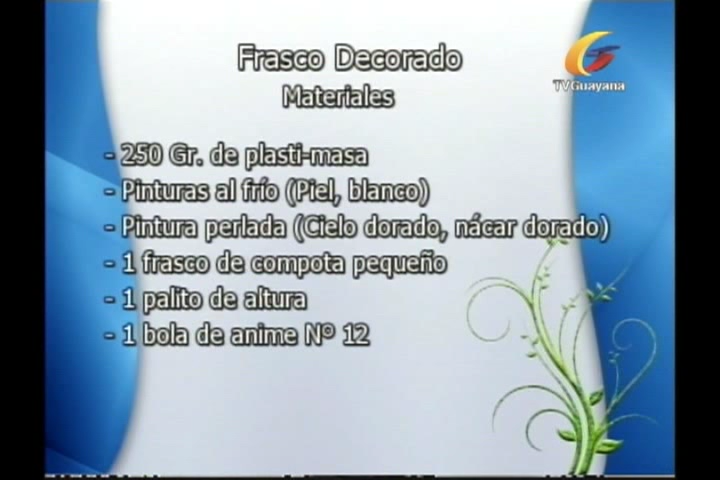 Frasco Decorado
TVGuayana
Materiales
- 250 Gr. de plasti-masa
- Pinturas al frío (Piel, blanco)
- Pintura perlada (Cielo dorado, nácar dorado)
- 1 frasco de compota pequeño
- 1 palito de altura
- 1 bola de anime Nº 12